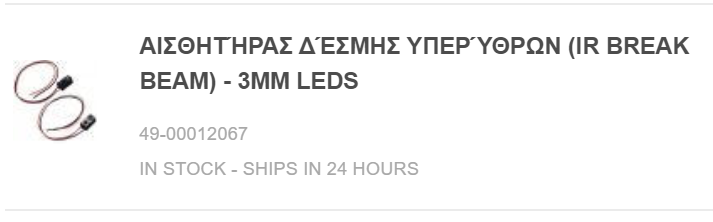 ΑΙΣΘΗΤΉΡΑΣ ΔΈΣΜΗΣ ΥΠΕΡΎΘΡΩΝ (IR BREAK
BEAM) - 3MM LEDS
49-00012067
IN STOCK - SHIPS IN 24 HOURS